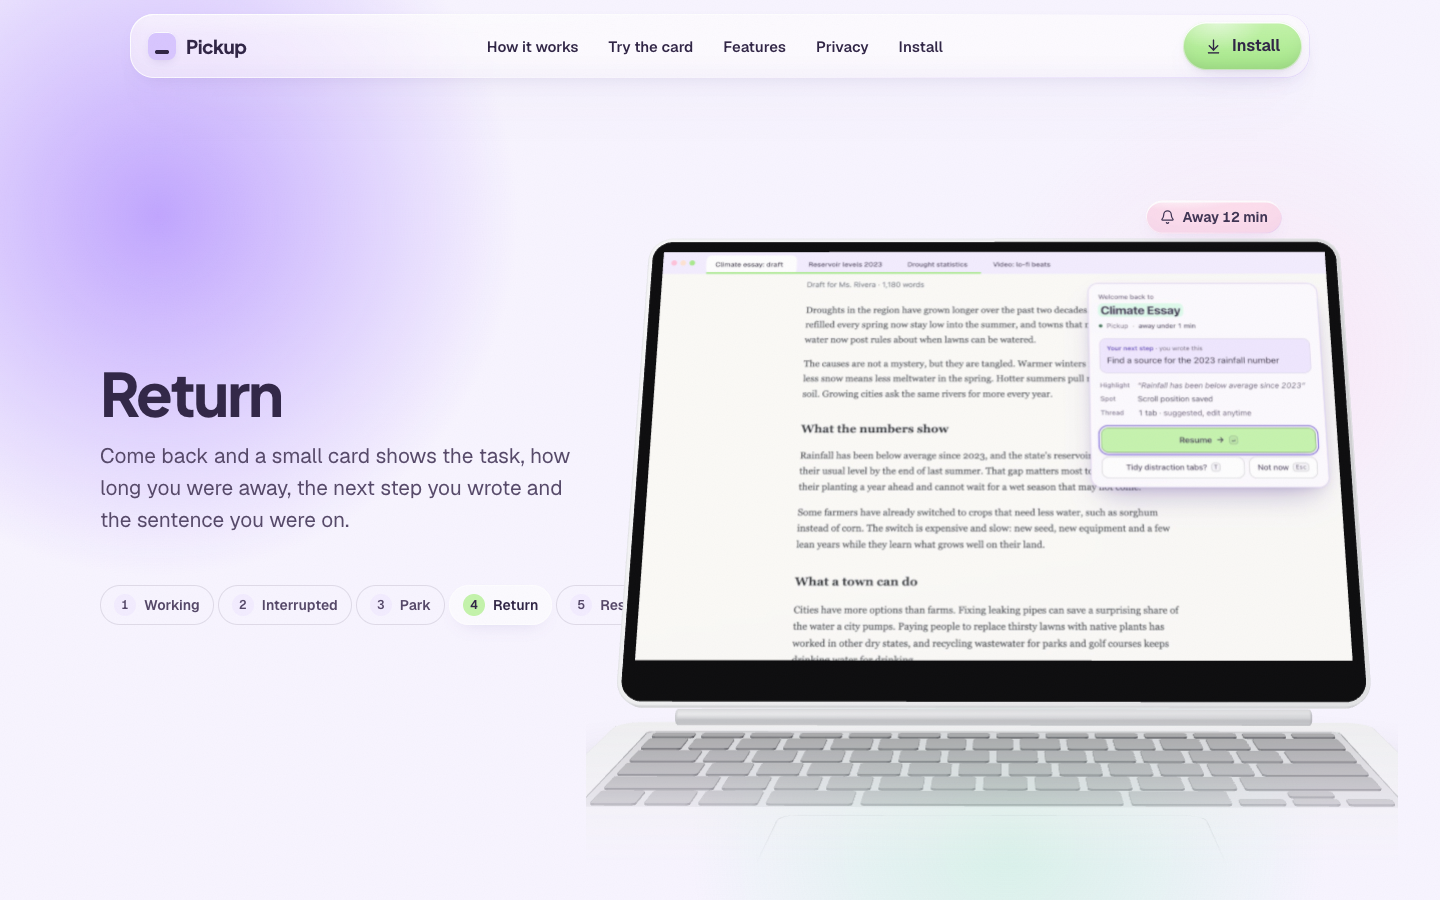 Pickup
How it works
Try the card
Features
Privacy
Install
Install
Away 12 min
Return
Come back and a small card shows the task, how
long you were away, the next step you wrote and
the sentence you were on.
1 Working
2 Interrupted
3 Park
4 Return
5 Res
Climate essay: draft
Reservoir levels 2023
Drought statistics
Video: lo-fi beats
Draft for Ms. Rivera · 1,180 words
Droughts in the region have grown longer over the past two decades
refilled every spring now stay low into the summer, and towns that
water now post rules about when lawns can be watered.
The causes are not a mystery, but they are tangled. Warmer winters
less snow means less meltwater in the spring. Hotter summers pull
soil. Growing cities ask the same rivers for more every year.
What the numbers show
Rainfall has been below average since 2023, and the state's reservoir
their usual level by the end of last summer. That gap matters most to
their planting a year ahead and cannot wait for a wet season that may not come.
Some farmers have already switched to crops that need less water, such as sorghum
instead of corn. The switch is expensive and slow: new seed, new equipment and a few
lean years while they learn what grows well on their land.
What a town can do
Cities have more options than farms. Fixing leaking pipes can save a surprising share of
the water a city pumps. Paying people to replace thirsty lawns with native plants has
worked in other dry states, and recycling wastewater for parks and golf courses keeps
drinking water for drinking.
Welcome back to
Climate Essay
Pickup · away under 1 min
Your next step · you wrote this
Find a source for the 2023 rainfall number
Highlight "Rainfall has been below average since 2023"
Spot Scroll position saved
Thread 1 tab · suggested, edit anytime
Resume →
Tidy distraction tabs? T
Not now Esc